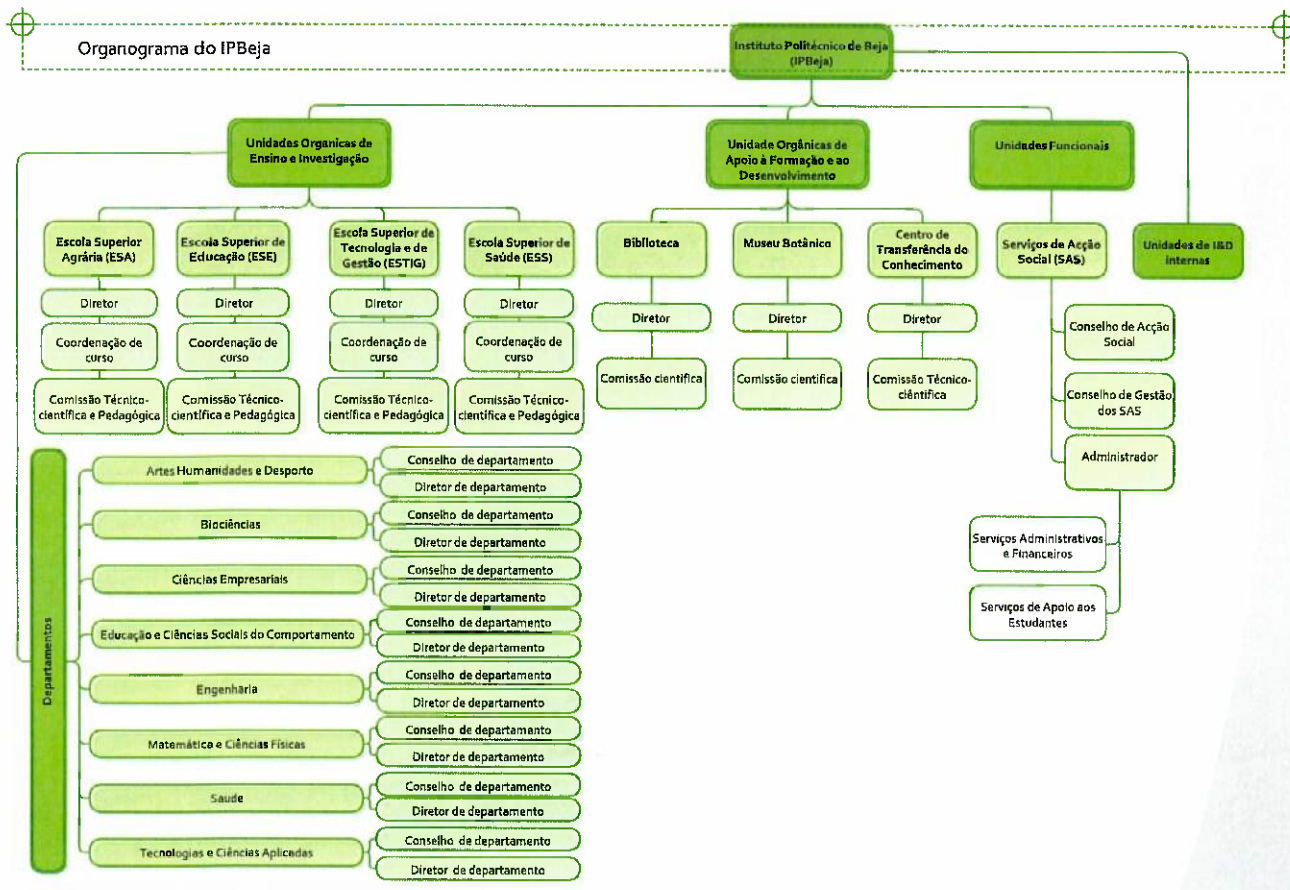 Organograma do IPBeja
Instituto Politécnico de Beja
(IPBeja)
Unidades Organicas de
Ensino e Investigação
Unidade Orgânicas de
Apoio à Formação e ao
Desenvolvimento
Unidades Funcionais
Escola Superior
Agrária (ESA)
Escola Superior de
Educação (ESE)
Escola Superior de
Tecnologia e de
Gestão (ESTIG)
Escola Superior de
Saúde (ESS)
Biblioteca
Museu Botânico
Centro de
Transferência do
Conhecimento
Serviços de Acção
Social (SAS)
Unidades de I&D
internas
Diretor
Diretor
Diretor
Diretor
Diretor
Diretor
Diretor
Conselho de Acção
Social
Coordenação de
curso
Coordenação de
curso
Coordenação de
curso
Coordenação de
curso
Comissão cientifica
Comissão cientifica
Comissão Técnico-
ciêntifica
Conselho de Gestão
dos SAS
Comissão Técnico-
científica e Pedagógica
Comissão Técnico-
científica e Pedagógica
Comissão Técnico-
científica e Pedagógica
Comissão Técnico-
científica e Pedagógica
Administrador
Serviços Administrativos
e Financeiros
Serviços de Apoio aos
Estudantes
Departamentos
Artes Humanidades e Desporto
Conselho de departamento
Diretor de departamento
Biociências
Conselho de departamento
Diretor de departamento
Ciências Empresariais
Conselho de departamento
Diretor de departamento
Educação e Ciências Sociais do Comportamento
Conselho de departamento
Diretor de departamento
Engenharia
Conselho de departamento
Diretor de departamento
Matemática e Ciências Físicas
Conselho de departamento
Diretor de departamento
Saude
Conselho de departamento
Diretor de departamento
Tecnologias e Ciências Aplicadas
Conselho de departamento
Diretor de departamento